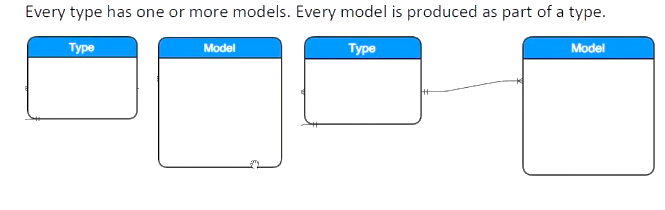 Every type has one or more models. Every model is produced as part of a type.
Type Model Type Model